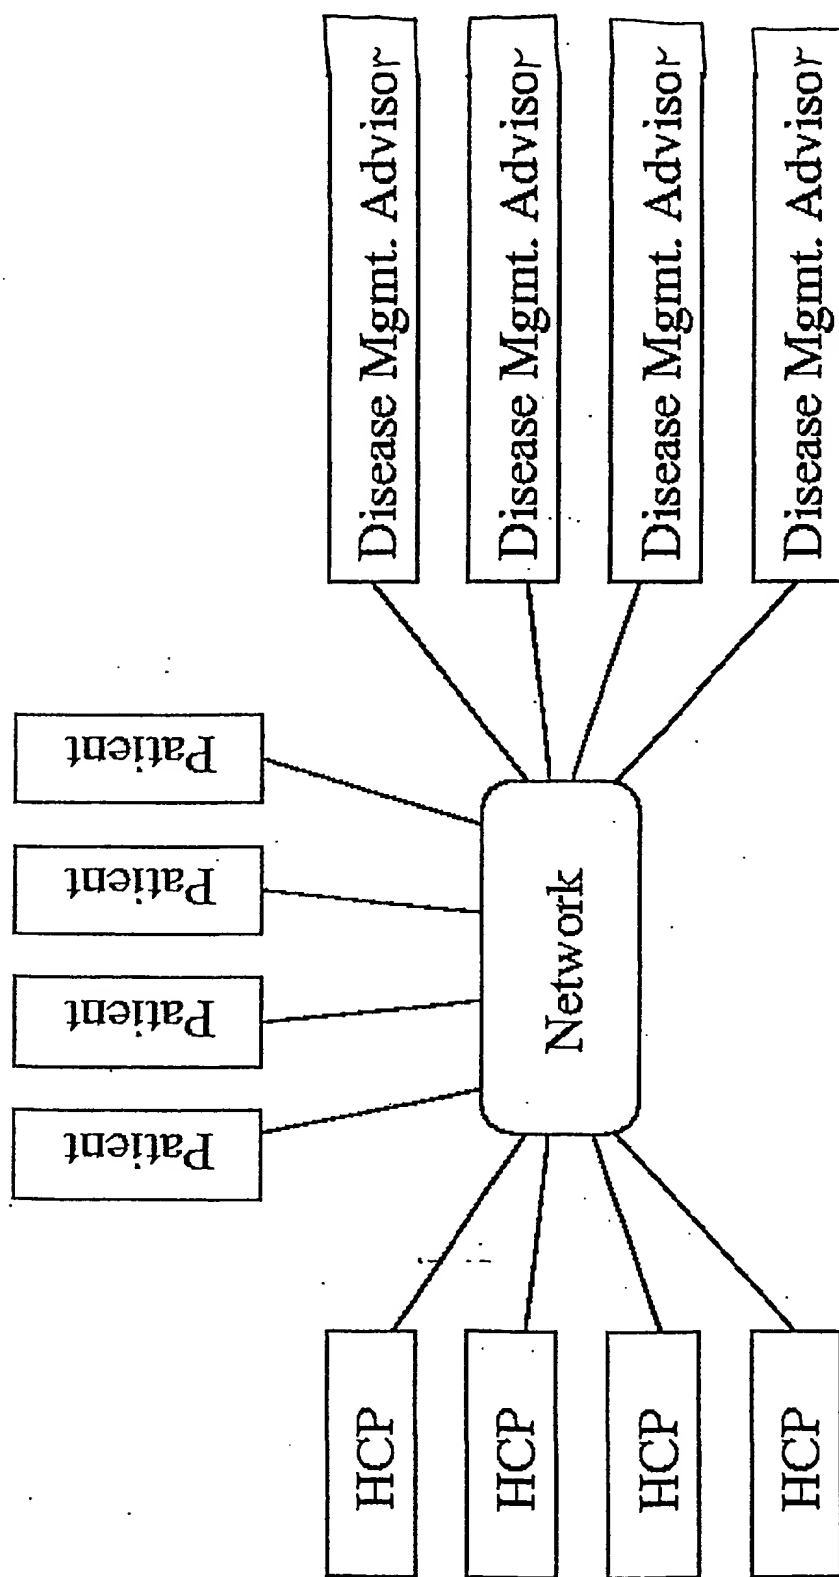 Patient
Patient
Patient
Patient
HCP
HCP
HCP
HCP
Network
Disease Mgmt. Advisor
Disease Mgmt. Advisor
Disease Mgmt. Advisor
Disease Mgmt. Advisor